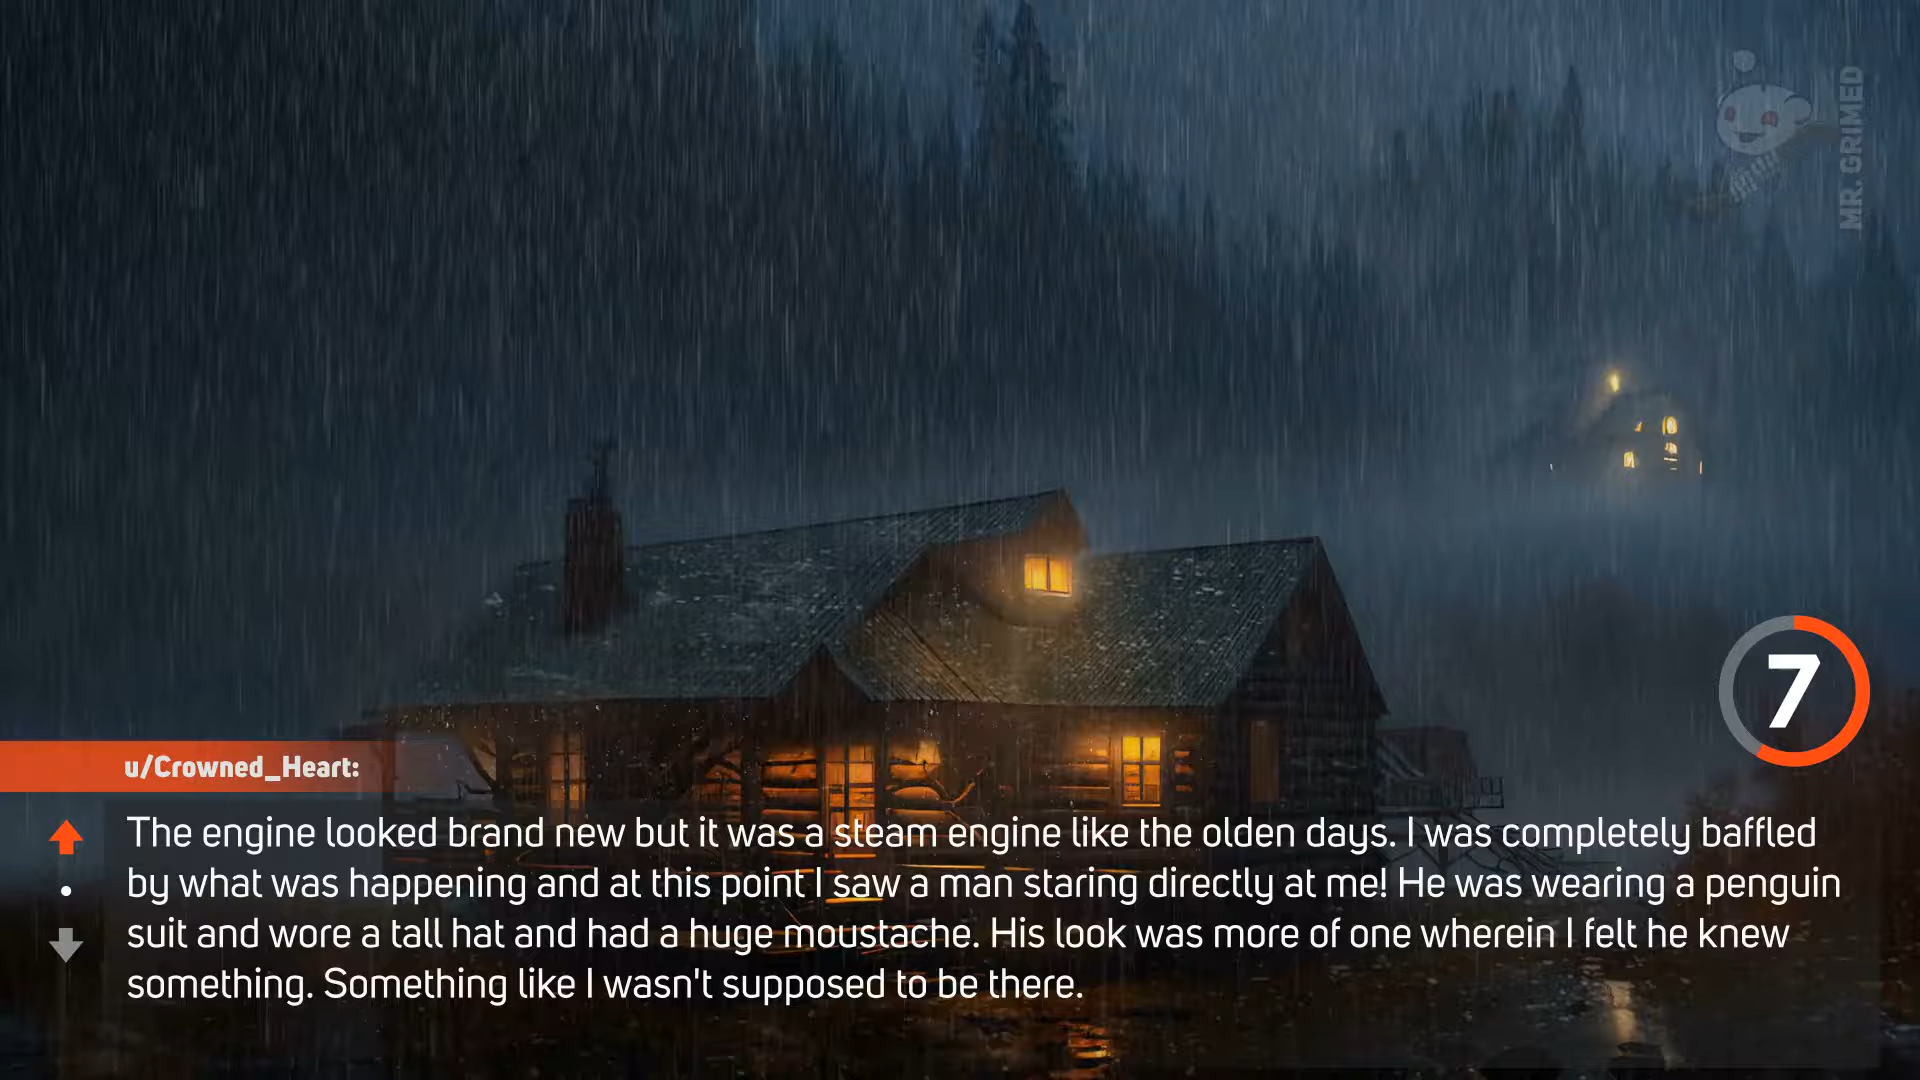 MR. GRIMED
7
u/Crowned_Heart:
The engine looked brand new but it was a steam engine like the olden days. I was completely baffled
by what was happening and at this point I saw a man staring directly at me! He was wearing a penguin
suit and wore a tall hat and had a huge moustache. His look was more of one wherein I felt he knew
something. Something like I wasn't supposed to be there.